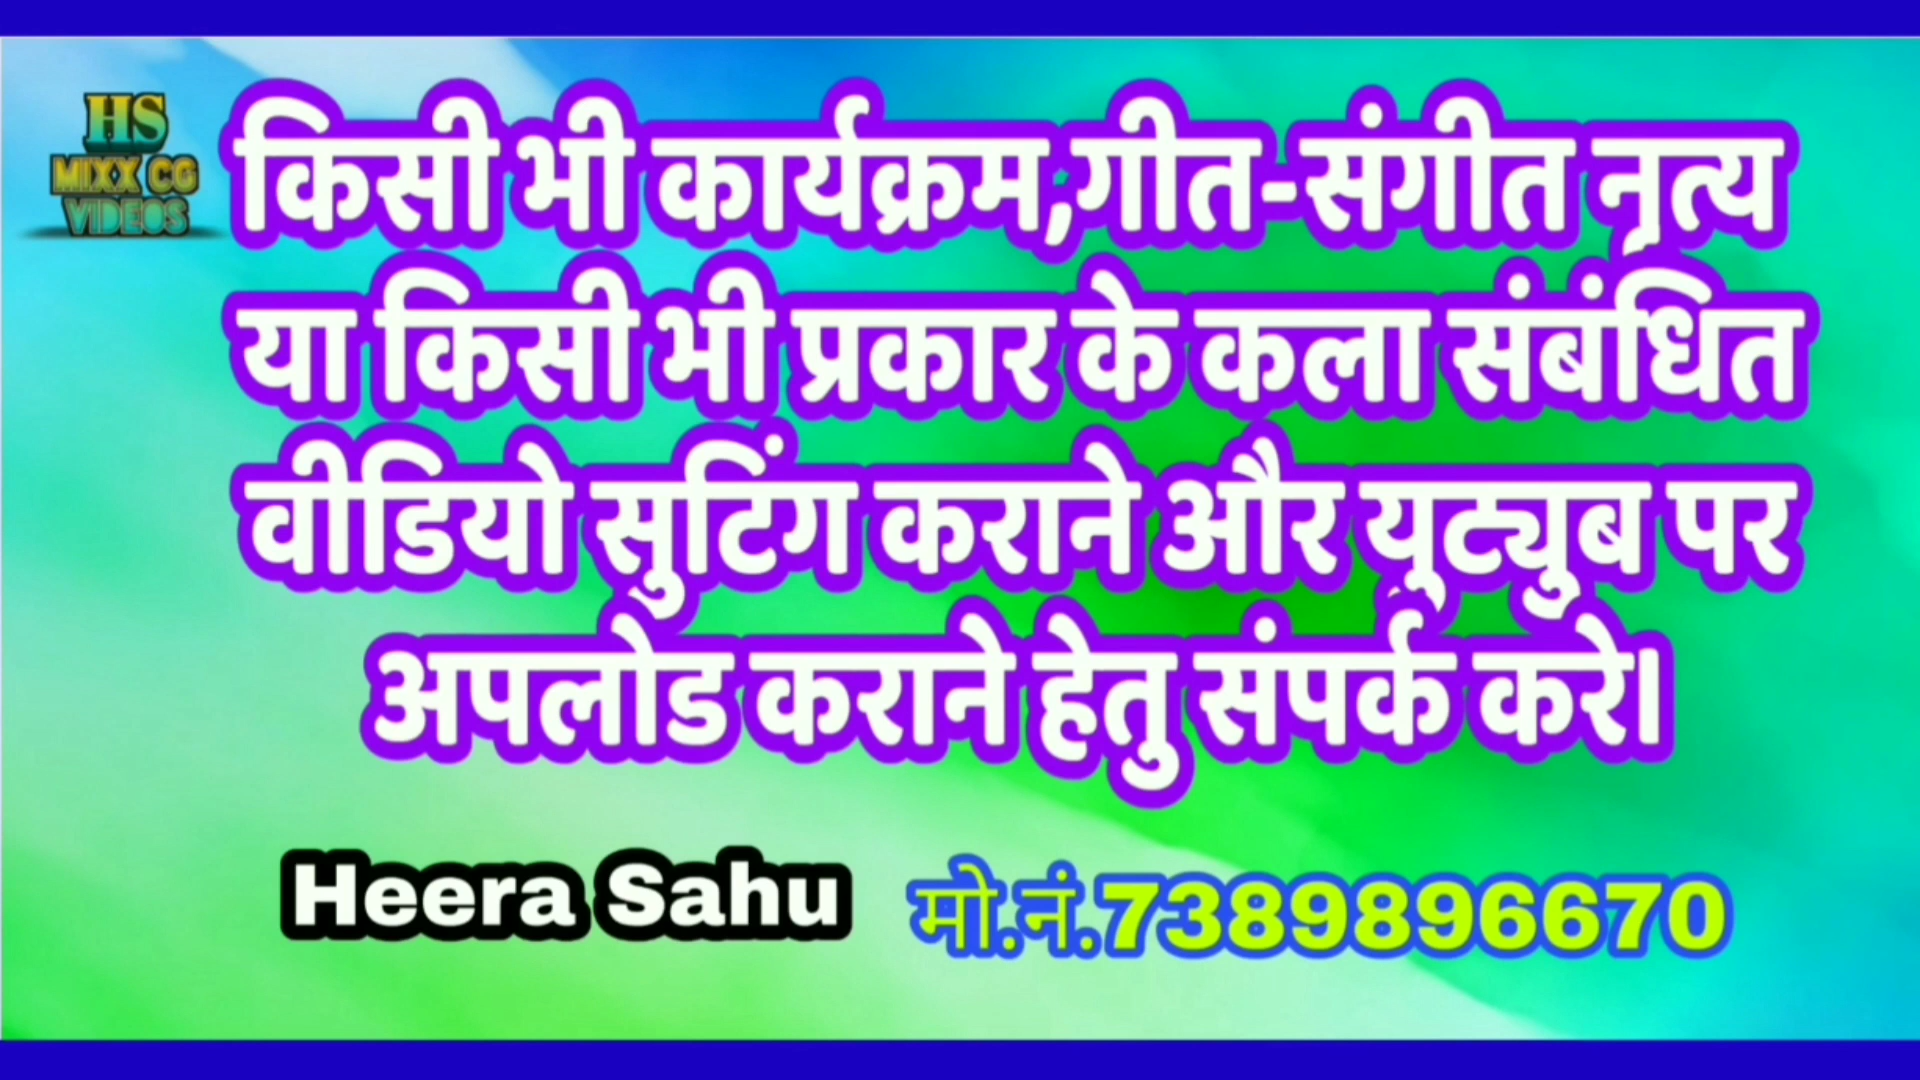 HS
MIXX CG
VIDEOS
किसी भी कार्यक्रम,गीत-संगीत नृत्य
या किसी भी प्रकार के कला संबंधित
वीडियो सुटिंग कराने और युट्युब पर
अपलोड कराने हेतु संपर्क करे।
Heera Sahu
मो.नं.7389896670